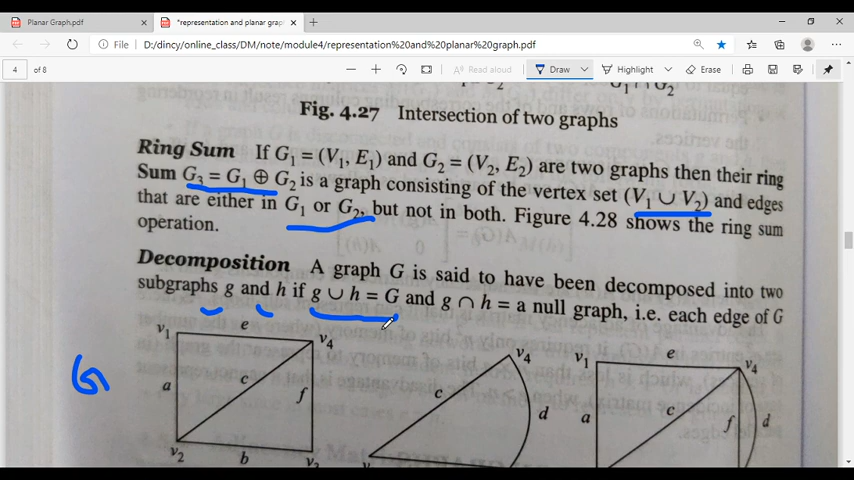 Planar Graph.pdf
*representation and planar graph
File
D:/dincy/online_class/DM/note/module4/representation%20and%20planar%20graph.pdf
4 of 8
Read aloud
Draw
Highlight
Erase
Fig. 4.27 Intersection of two graphs
Ring Sum If G₁ = (V₁, E₁) and G₂ = (V₂, E₂) are two graphs then their ring
Sum G₃ = G₁ ⊕ G₂ is a graph consisting of the vertex set (V₁ ∪ V₂) and edges
that are either in G₁ or G₂, but not in both. Figure 4.28 shows the ring sum
operation.
Decomposition A graph G is said to have been decomposed into two
subgraphs g and h if g ∪ h = G and g ∩ h = a null graph, i.e. each edge of G
v₁ e v₄
a c f
v₂ b
v₄
c d
v₁ e v₄
a c f d
G